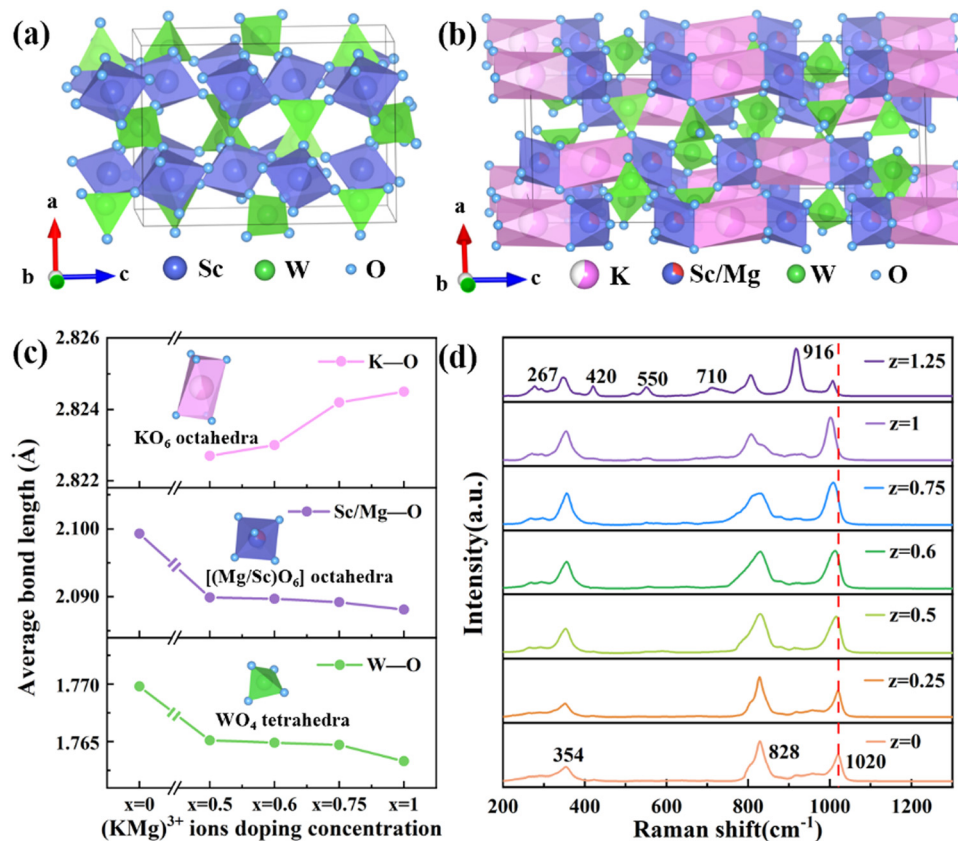 (a)
a
b
c
Sc
W
O
(b)
a
b
c
K
Sc/Mg
W
O
(c)
2.826
2.824
2.822
2.100
2.090
1.770
1.765
Average bond length (Å)
K—O
KO6 octahedra
Sc/Mg—O
[(Mg/Sc)O6] octahedra
W—O
WO4 tetrahedra
x=0 x=0.5 x=0.6 x=0.75 x=1
(KMg)3+ ions doping concentration
(d)
Intensity(a.u.)
267 420 550 710 916 z=1.25
z=1
z=0.75
z=0.6
z=0.5
z=0.25
354 828 1020 z=0
200 400 600 800 1000 1200
Raman shift(cm-1)